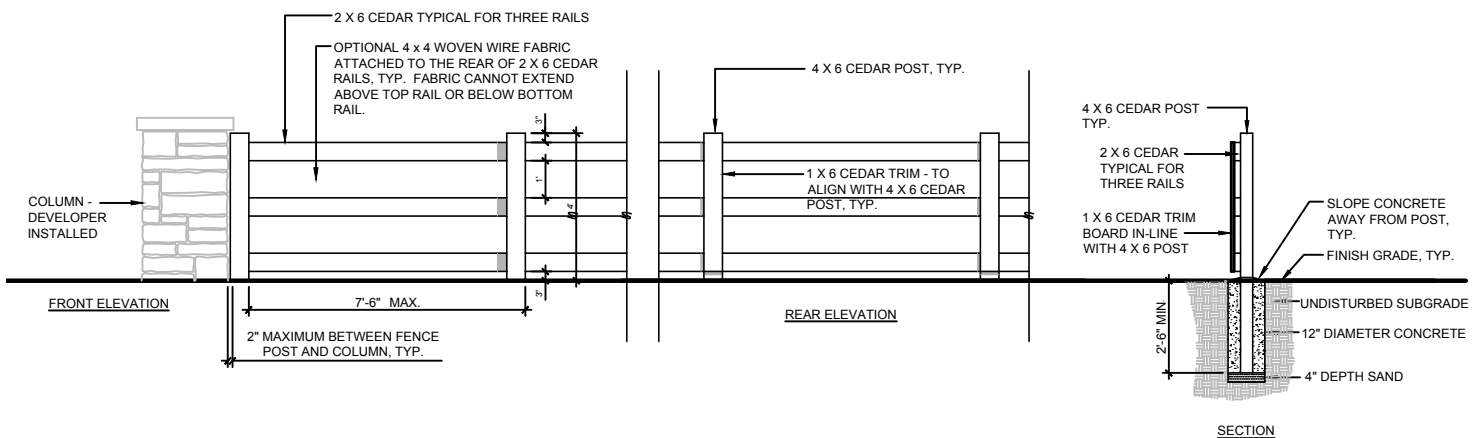 2 X 6 CEDAR TYPICAL FOR THREE RAILS
OPTIONAL 4 x 4 WOVEN WIRE FABRIC
ATTACHED TO THE REAR OF 2 X 6 CEDAR
RAILS, TYP. FABRIC CANNOT EXTEND
ABOVE TOP RAIL OR BELOW BOTTOM
RAIL.
COLUMN -
DEVELOPER
INSTALLED
3"
1'
4'
3"
FRONT ELEVATION
7'-6" MAX.
2" MAXIMUM BETWEEN FENCE
POST AND COLUMN, TYP.
4 X 6 CEDAR POST, TYP.
1 X 6 CEDAR TRIM - TO
ALIGN WITH 4 X 6 CEDAR
POST, TYP.
REAR ELEVATION
4 X 6 CEDAR POST
TYP.
2 X 6 CEDAR
TYPICAL FOR
THREE RAILS
1 X 6 CEDAR TRIM
BOARD IN-LINE
WITH 4 X 6 POST
SLOPE CONCRETE
AWAY FROM POST,
TYP.
FINISH GRADE, TYP.
UNDISTURBED SUBGRADE
12" DIAMETER CONCRETE
4" DEPTH SAND
2'-6" MIN
SECTION